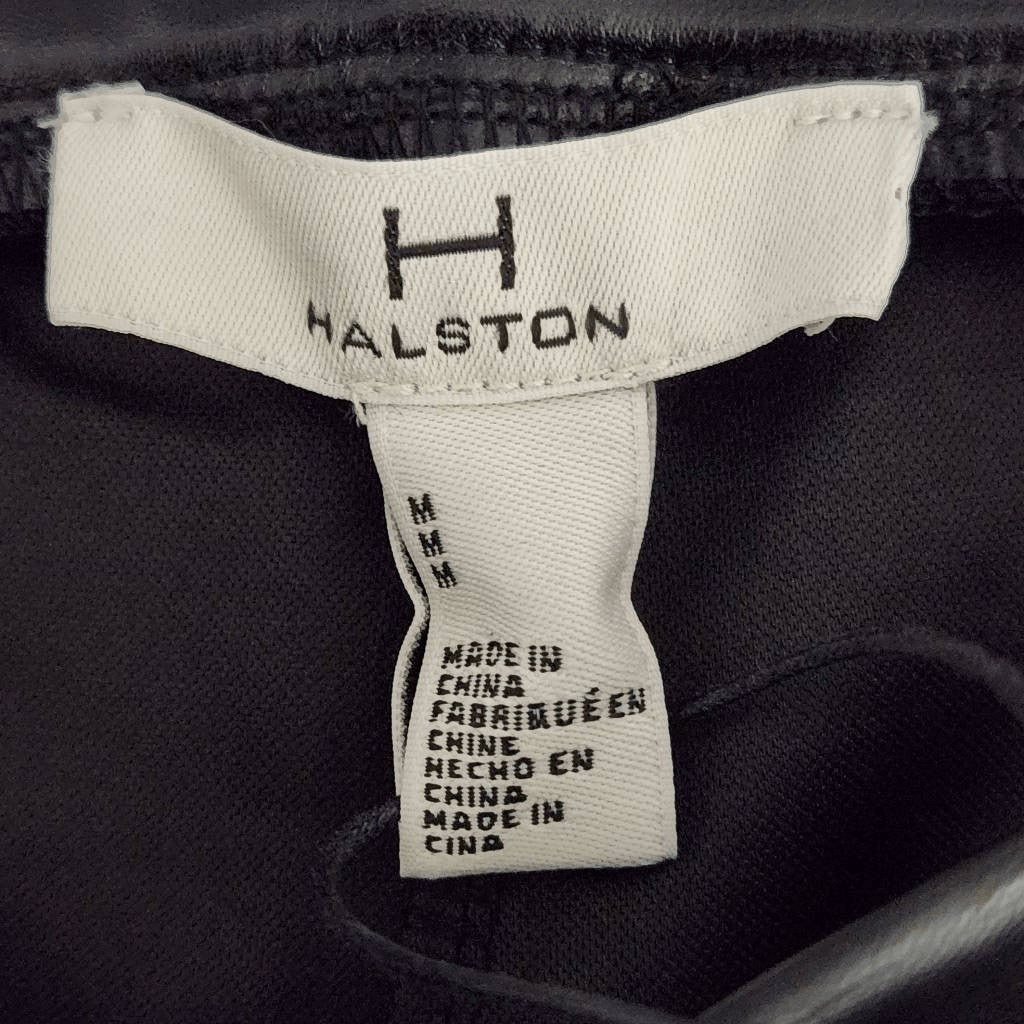 H
HALSTON
M
M
M
MADE IN
CHINA
FABRIQUÉ EN
CHINE
HECHO EN
CHINA
MADE IN
CINA